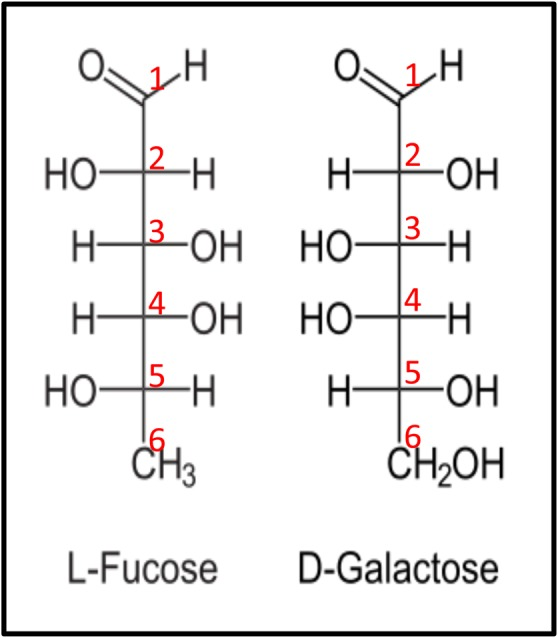 O 1 H O 1 H
HO 2 H H 2 OH
H 3 OH HO 3 H
H 4 OH HO 4 H
HO 5 H H 5 OH
6 6
CH₃ CH₂OH
L-Fucose D-Galactose